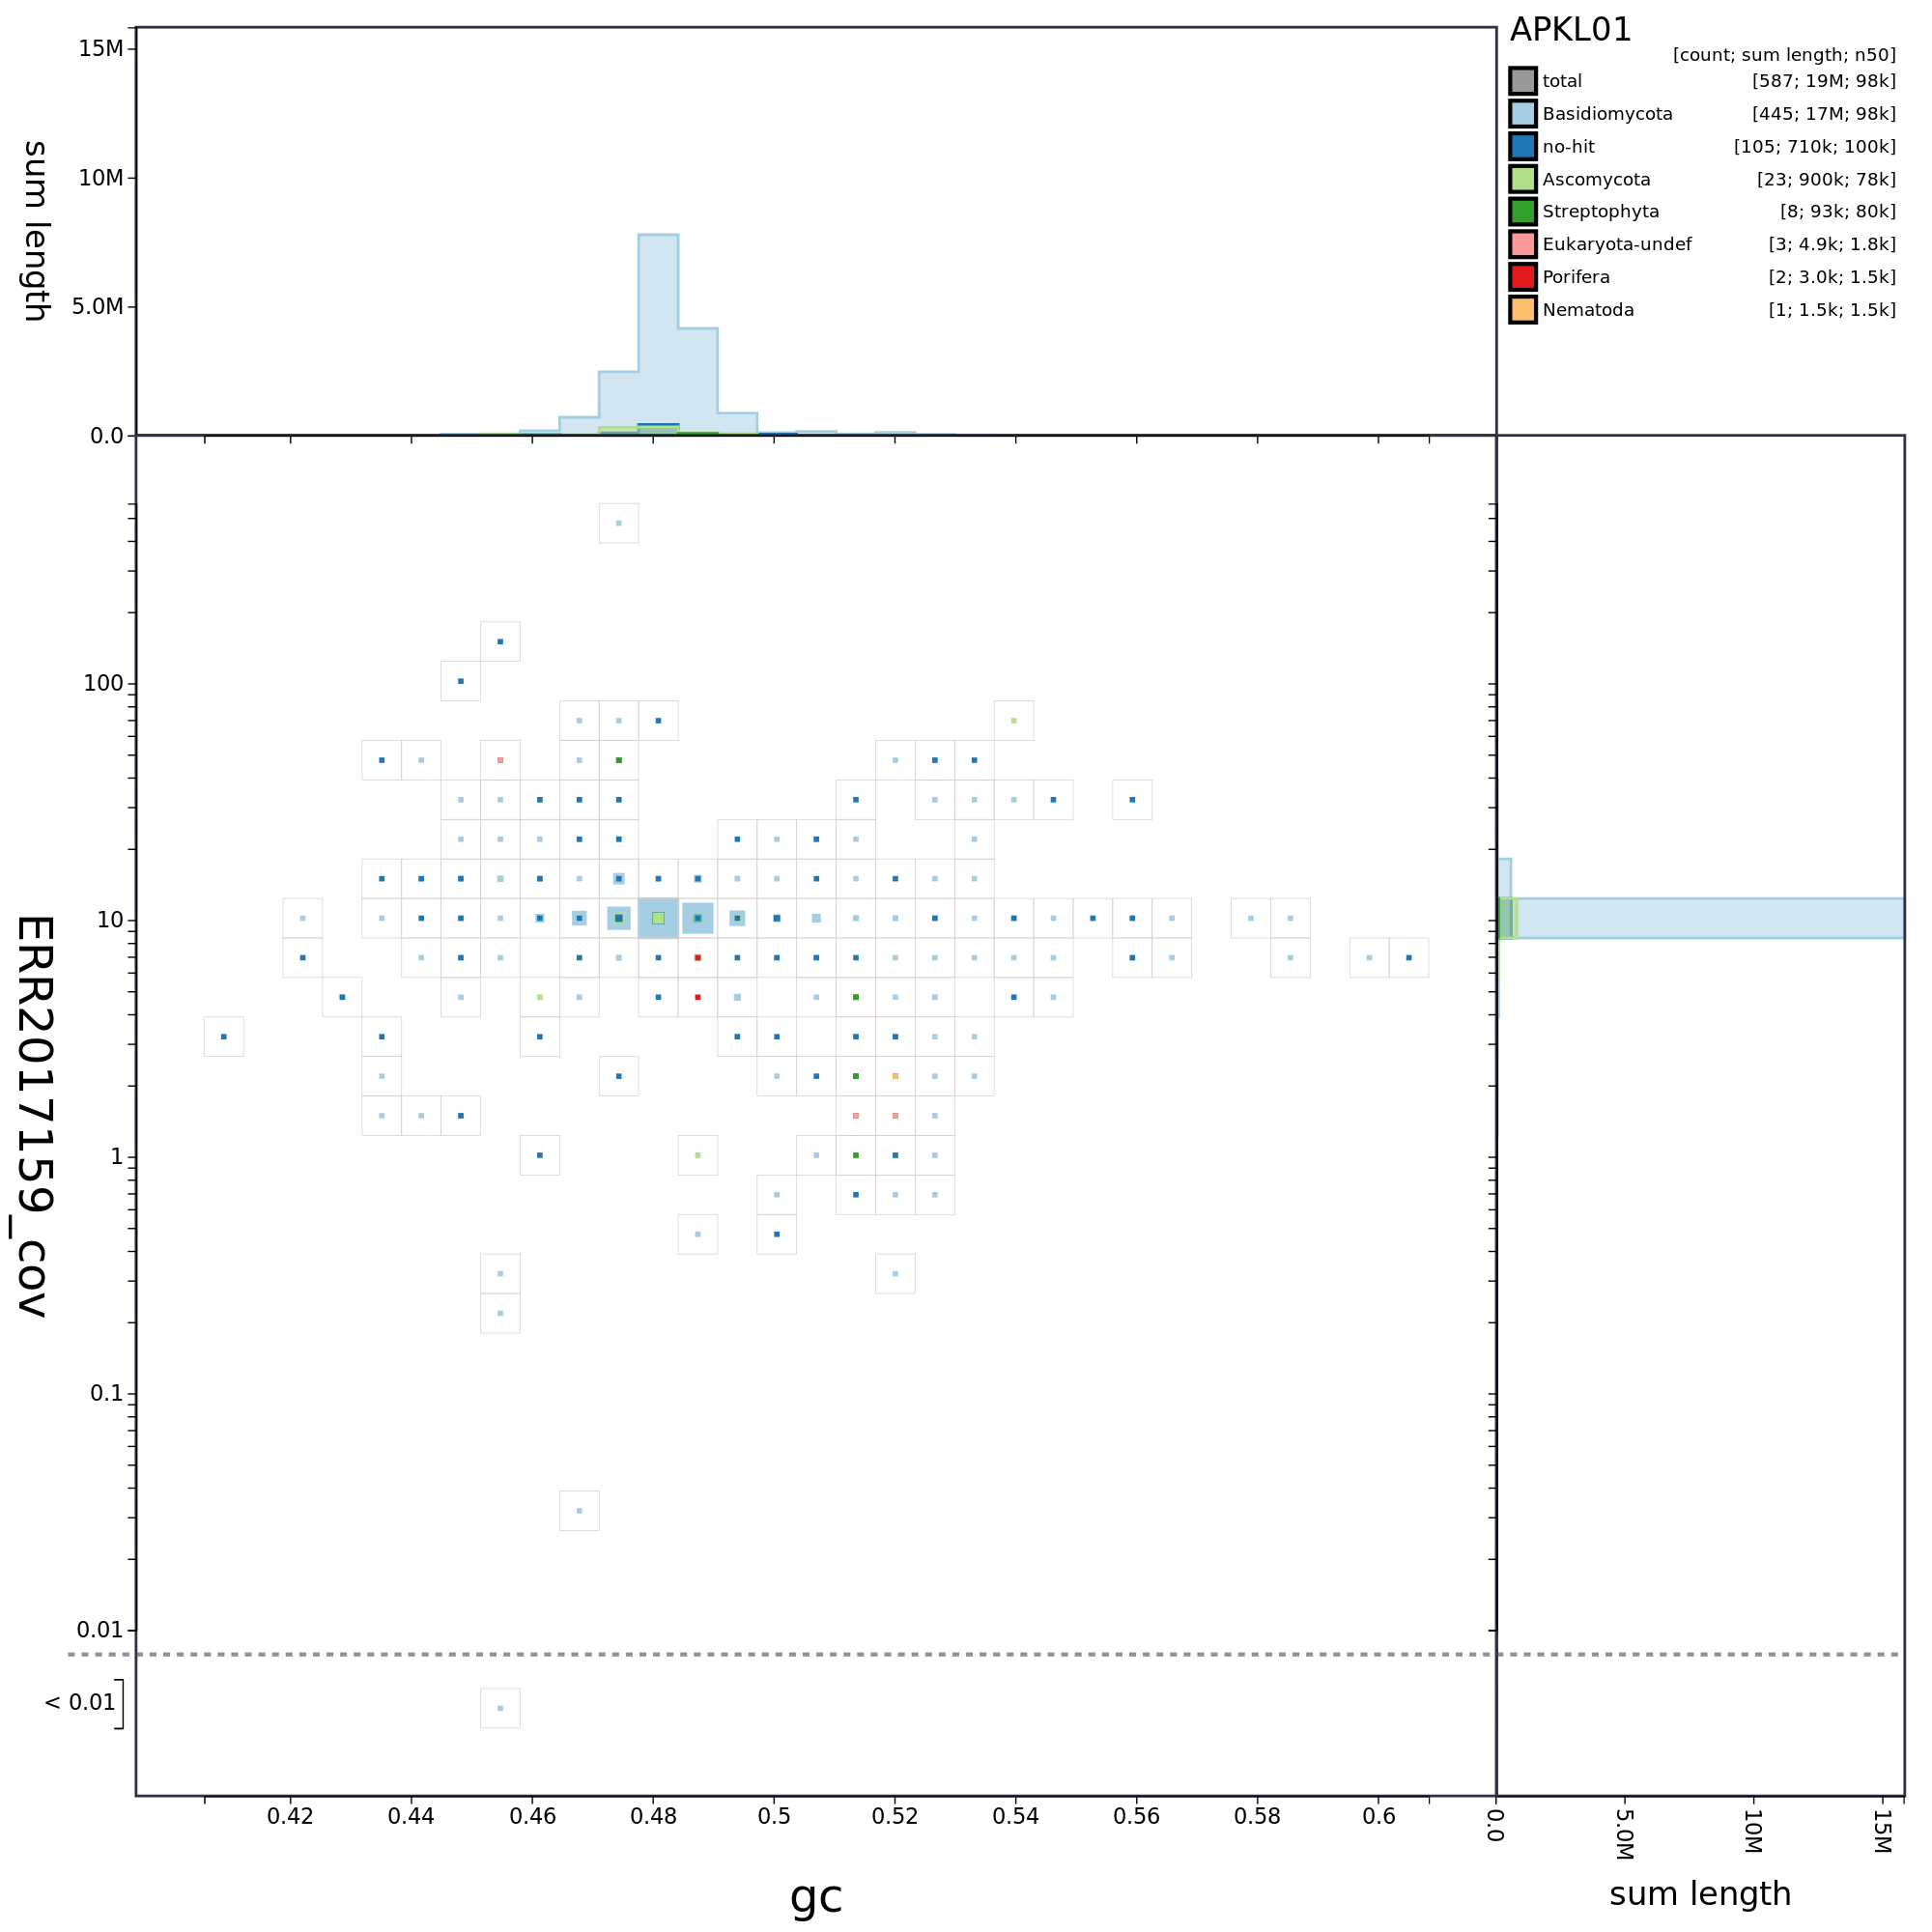 APKL01
[count; sum length; n50]
total [587; 19M; 98k]
Basidiomycota [445; 17M; 98k]
no-hit [105; 710k; 100k]
Ascomycota [23; 900k; 78k]
Streptophyta [8; 93k; 80k]
Eukaryota-undef [3; 4.9k; 1.8k]
Porifera [2; 3.0k; 1.5k]
Nematoda [1; 1.5k; 1.5k]
sum length
15M
10M
5.0M
0.0
ERR2017159_cov
100
10
1
0.1
0.01
< 0.01
0.42 0.44 0.46 0.48 0.5 0.52 0.54 0.56 0.58 0.6
gc
0.0 5.0M 10M 15M
sum length